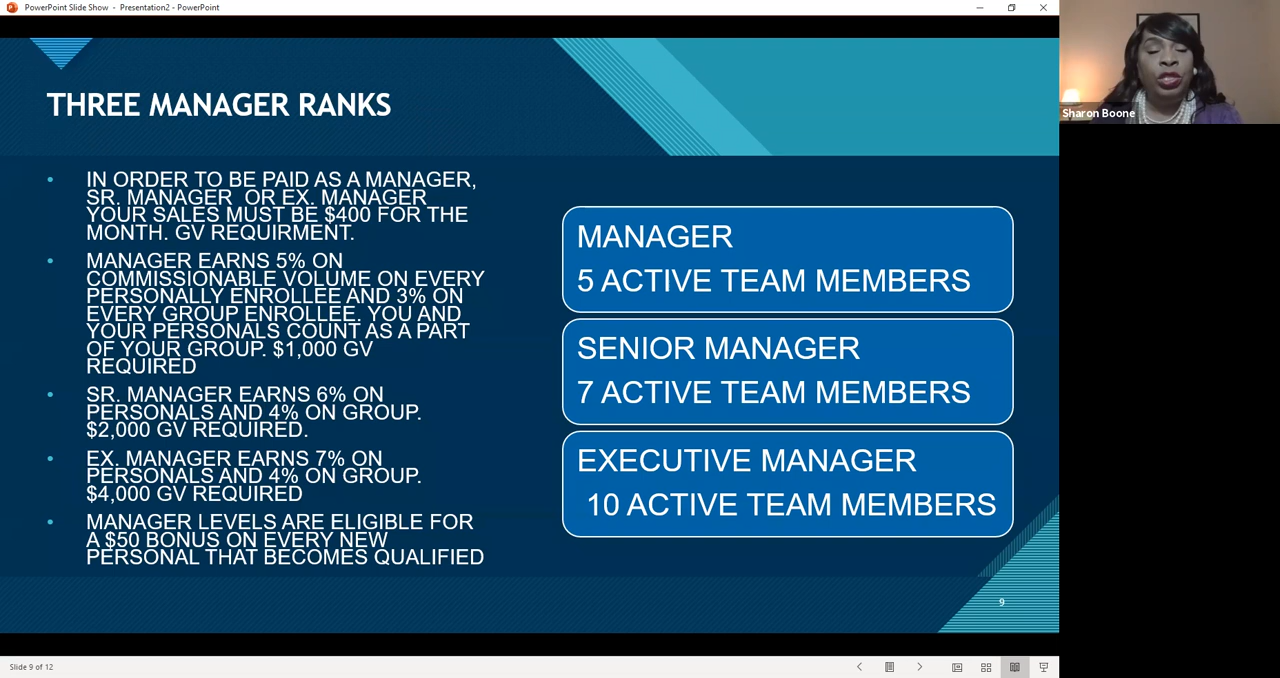 PowerPoint Slide Show - Presentation2 - PowerPoint
THREE MANAGER RANKS
• IN ORDER TO BE PAID AS A MANAGER,
SR. MANAGER OR EX. MANAGER
YOUR SALES MUST BE $400 FOR THE
MONTH. GV REQUIRMENT.
• MANAGER EARNS 5% ON
COMMISSIONABLE VOLUME ON EVERY
PERSONALLY ENROLLEE AND 3% ON
EVERY GROUP ENROLLEE. YOU AND
YOUR PERSONALS COUNT AS A PART
OF YOUR GROUP. $1,000 GV
REQUIRED
• SR. MANAGER EARNS 6% ON
PERSONALS AND 4% ON GROUP.
$2,000 GV REQUIRED.
• EX. MANAGER EARNS 7% ON
PERSONALS AND 4% ON GROUP.
$4,000 GV REQUIRED
• MANAGER LEVELS ARE ELIGIBLE FOR
A $50 BONUS ON EVERY NEW
PERSONAL THAT BECOMES QUALIFIED
MANAGER
5 ACTIVE TEAM MEMBERS
SENIOR MANAGER
7 ACTIVE TEAM MEMBERS
EXECUTIVE MANAGER
10 ACTIVE TEAM MEMBERS
9
Sharon Boone
Slide 9 of 12